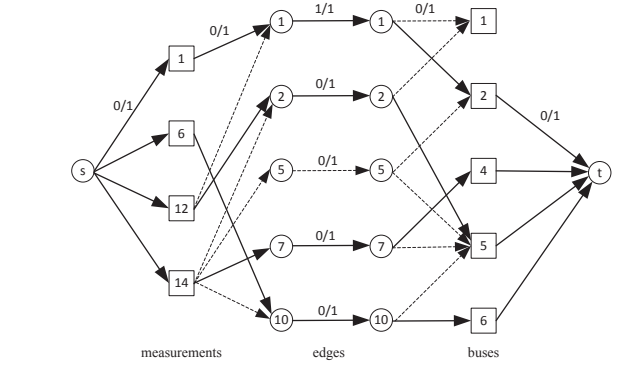 1 1/1 1 0/1 1
0/1 1
0/1
2 0/1 2 2
0/1
6
s 5 0/1 5 4 t
12
7 0/1 7 5
14
10 0/1 10 6
measurements edges buses